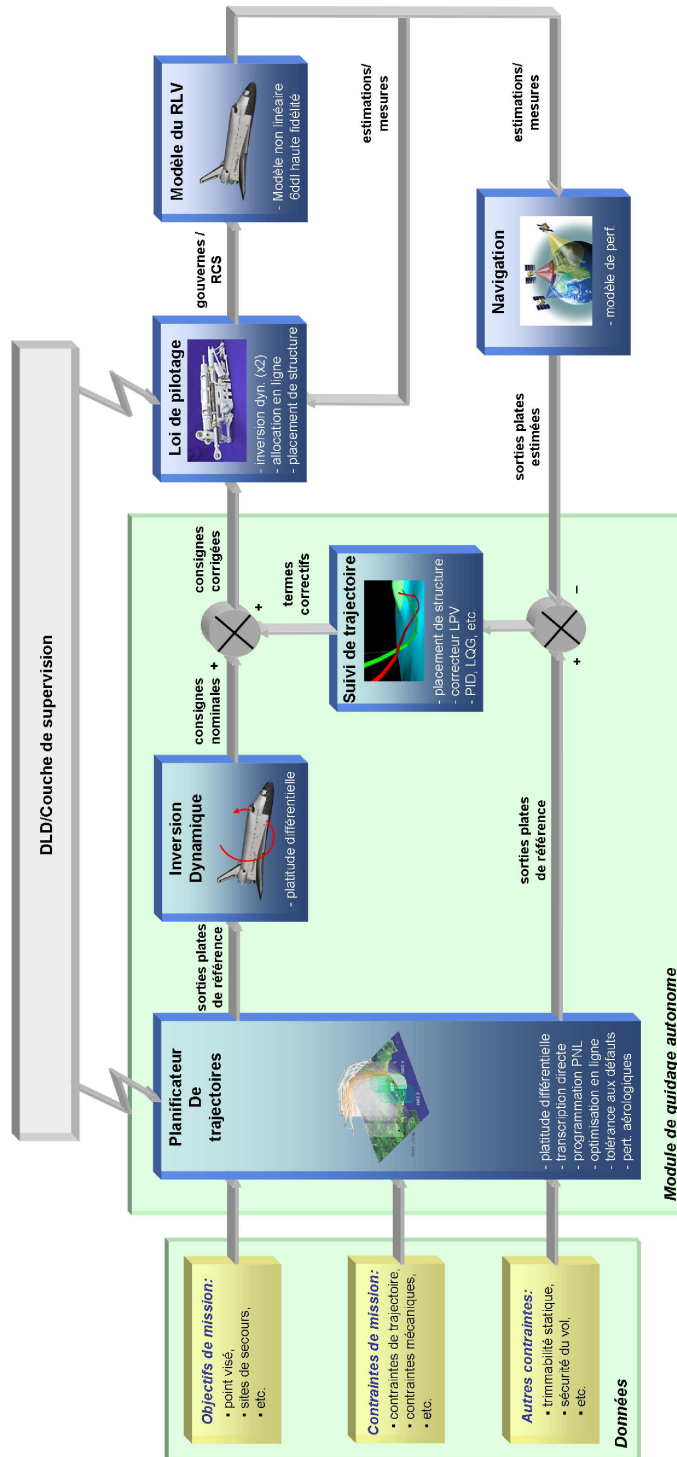 DLD/Couche de supervision
Objectifs de mission:
▪ point visé,
▪ sites de secours,
▪ etc.
Contraintes de mission:
▪ contraintes de trajectoire,
▪ contraintes mécaniques,
▪ etc.
Autres contraintes:
▪ trimmabilité statique,
▪ sécurité du vol,
▪ etc.
Données
Planificateur
De
trajectoires
- platitude différentielle
- transcription directe
- programmation PNL
- optimisation en ligne
- tolérance aux défauts
- pert. aérologiques
sorties plates
de référence
Inversion
Dynamique
- platitude différentielle
consignes
nominales
+
+
consignes
corrigées
termes
correctifs
Suivi de trajectoire
- placement de structure
- correcteur LPV
- PID, LQG, etc.
sorties plates
de référence
+
−
sorties plates
estimées
Module de guidage autonome
Loi de pilotage
- inversion dyn. (x2)
- allocation en ligne
- placement de structure
gouvernes /
RCS
Modèle du RLV
- Modèle non linéaire
6ddl haute fidélité
estimations/
mesures
estimations/
mesures
Navigation
- modèle de perf.